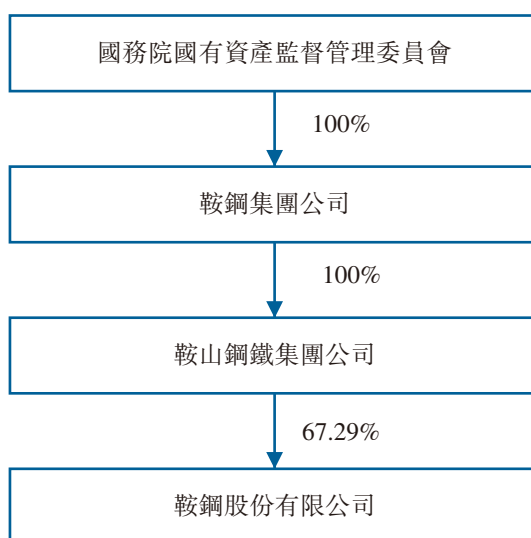 國務院國有資產監督管理委員會
100%
鞍鋼集團公司
100%
鞍山鋼鐵集團公司
67.29%
鞍鋼股份有限公司